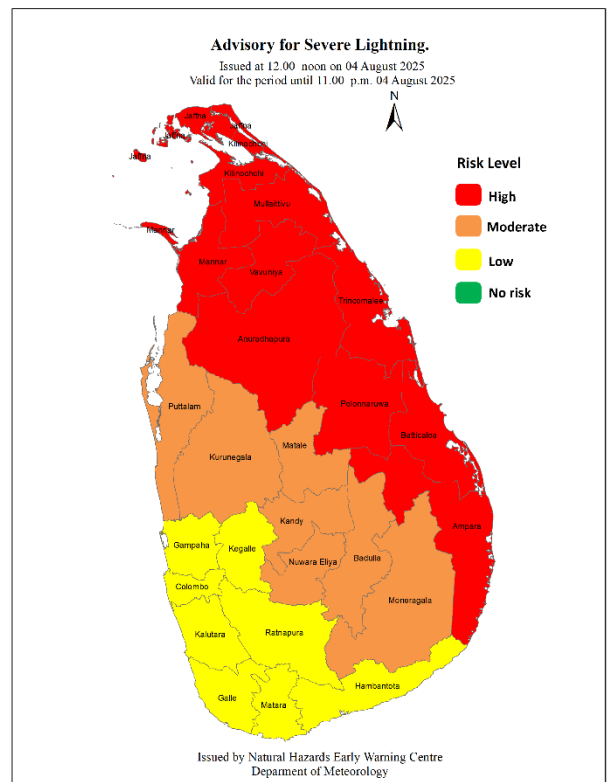 Advisory for Severe Lightning.
Issued at 12.00 noon on 04 August 2025
Valid for the period until 11.00 p.m. 04 August 2025
N
Jaffna
Jaffna
Jaffna
Kilinochchi
Jaffna
Kilinochchi
Mullaittivu
Mannar
Mannar
Vavuniya
Trincomalee
Anuradhapura
Puttalam
Polonnaruwa
Batticaloa
Matale
Kurunegala
Kandy
Ampara
Gampaha
Kegalle
Nuwara Eliya
Badulla
Colombo
Moneragala
Kalutara
Ratnapura
Hambantota
Galle
Matara
Risk Level
High
Moderate
Low
No risk
Issued by Natural Hazards Early Warning Centre
Deparment of Meteorology